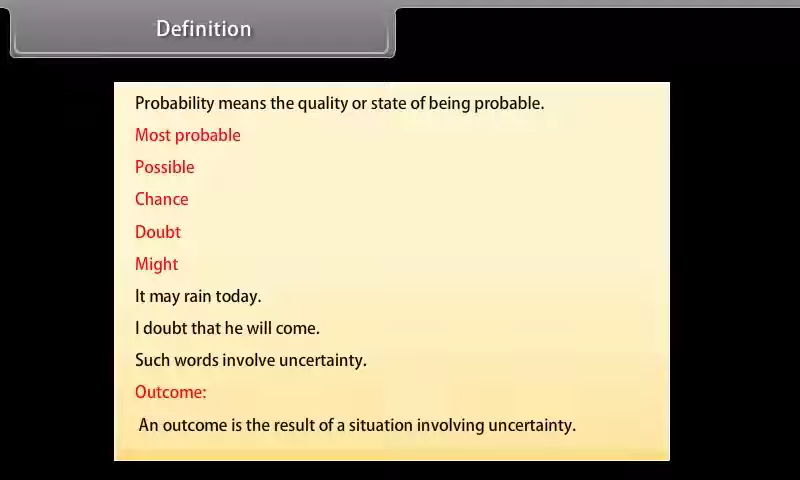 Definition
Probability means the quality or state of being probable.
Most probable
Possible
Chance
Doubt
Might
It may rain today.
I doubt that he will come.
Such words involve uncertainty.
Outcome:
An outcome is the result of a situation involving uncertainty.